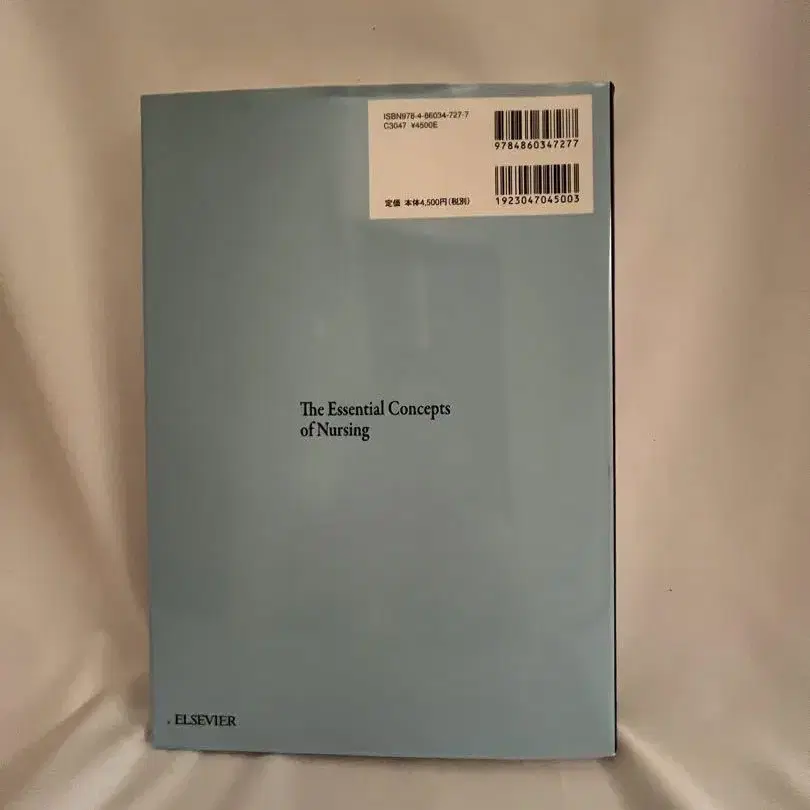 ISBN978-4-86034-727-7
C3047 ¥4500E
9784860347277
定価 本体4,500円(税別)
1923047045003
The Essential Concepts
of Nursing
ELSEVIER